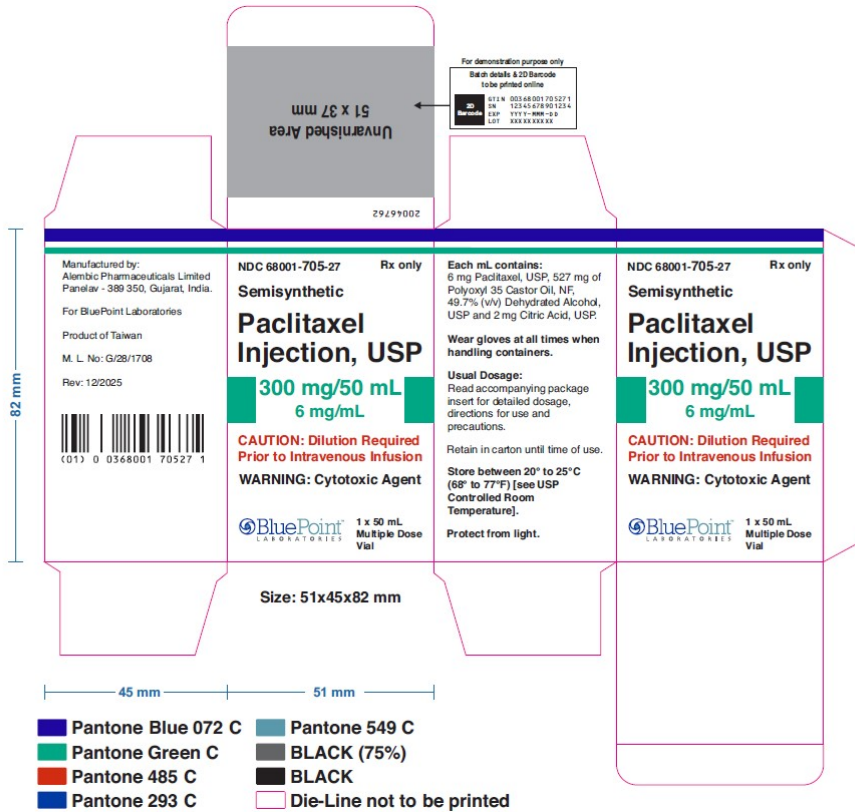 For demonstration purpose only
Batch details & 2D Barcode
to be printed online
2D
Barcode
GTIN 00368001705271
SN 12345678901234
EXP YYYY-MMM-DD
LOT XXXXXXXXXX
Unvarnished Area
51 x 37 mm
20046762
82 mm
Manufactured by:
Alembic Pharmaceuticals Limited
Panelav - 389 350, Gujarat, India.
For BluePoint Laboratories
Product of Taiwan
M. L. No: G/28/1708
Rev: 12/2025
(01) 0 0368001 70527 1
NDC 68001-705-27 Rx only
Semisynthetic
Paclitaxel
Injection, USP
300 mg/50 mL
6 mg/mL
CAUTION: Dilution Required
Prior to Intravenous Infusion
WARNING: Cytotoxic Agent
BluePoint™
LABORATORIES
1 x 50 mL
Multiple Dose
Vial
Each mL contains:
6 mg Paclitaxel, USP, 527 mg of
Polyoxyl 35 Castor Oil, NF,
49.7% (v/v) Dehydrated Alcohol,
USP and 2 mg Citric Acid, USP.
Wear gloves at all times when
handling containers.
Usual Dosage:
Read accompanying package
insert for detailed dosage,
directions for use and
precautions.
Retain in carton until time of use.
Store between 20° to 25°C
(68° to 77°F) [see USP
Controlled Room
Temperature].
Protect from light.
NDC 68001-705-27 Rx only
Semisynthetic
Paclitaxel
Injection, USP
300 mg/50 mL
6 mg/mL
CAUTION: Dilution Required
Prior to Intravenous Infusion
WARNING: Cytotoxic Agent
BluePoint™
LABORATORIES
1 x 50 mL
Multiple Dose
Vial
Size: 51x45x82 mm
45 mm
51 mm
Pantone Blue 072 C
Pantone Green C
Pantone 485 C
Pantone 293 C
Pantone 549 C
BLACK (75%)
BLACK
Die-Line not to be printed